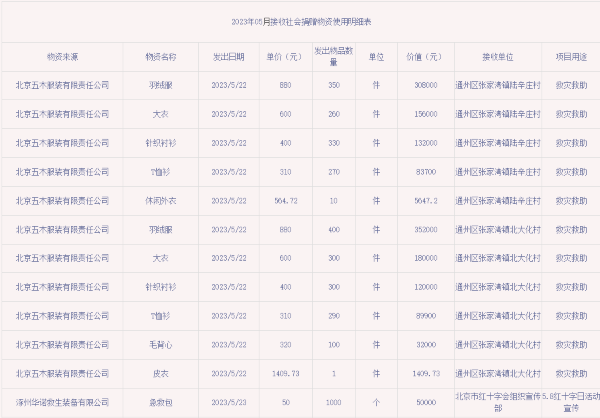 2023年05月接收社会捐赠物资使用明细表
物资来源 物资名称 发出日期 单价（元） 发出物品数量 单位 价值（元） 接收单位 项目用途
北京五木服装有限责任公司 羽绒服 2023/5/22 880 350 件 308000 通州区张家湾镇陆辛庄村 救灾救助
北京五木服装有限责任公司 大衣 2023/5/22 600 260 件 156000 通州区张家湾镇陆辛庄村 救灾救助
北京五木服装有限责任公司 针织衬衫 2023/5/22 400 330 件 132000 通州区张家湾镇陆辛庄村 救灾救助
北京五木服装有限责任公司 T恤衫 2023/5/22 310 270 件 83700 通州区张家湾镇陆辛庄村 救灾救助
北京五木服装有限责任公司 休闲外衣 2023/5/22 564.72 10 件 5647.2 通州区张家湾镇陆辛庄村 救灾救助
北京五木服装有限责任公司 羽绒服 2023/5/22 880 400 件 352000 通州区张家湾镇北大化村 救灾救助
北京五木服装有限责任公司 大衣 2023/5/22 600 300 件 180000 通州区张家湾镇北大化村 救灾救助
北京五木服装有限责任公司 针织衬衫 2023/5/22 400 300 件 120000 通州区张家湾镇北大化村 救灾救助
北京五木服装有限责任公司 T恤衫 2023/5/22 310 290 件 89900 通州区张家湾镇北大化村 救灾救助
北京五木服装有限责任公司 毛背心 2023/5/22 320 100 件 32000 通州区张家湾镇北大化村 救灾救助
北京五木服装有限责任公司 皮衣 2023/5/22 1409.73 1 件 1409.73 通州区张家湾镇北大化村 救灾救助
涿州华诺救生装备有限公司 急救包 2023/5/23 50 1000 个 50000 北京市红十字会组织宣传部 5.8红十字日活动宣传